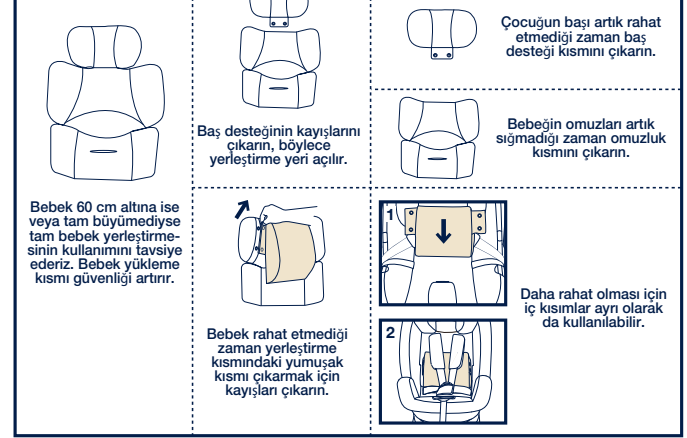 Bebek 60 cm altına ise
veya tam büyümediyse
tam bebek yerleştirme-
sinin kullanımını tavsiye
ederiz. Bebek yükleme
kısmı güvenliği artırır.
Baş desteğinin kayışlarını
çıkarın, böylece
yerleştirme yeri açılır.
Bebek rahat etmediği
zaman yerleştirme
kısmındaki yumuşak
kısmı çıkarmak için
kayışları çıkarın.
Çocuğun başı artık rahat
etmediği zaman baş
desteği kısmını çıkarın.
Bebeğin omuzları artık
sığmadığı zaman omuzluk
kısmını çıkarın.
1
2
Daha rahat olması için
iç kısımlar ayrı olarak
da kullanılabilir.